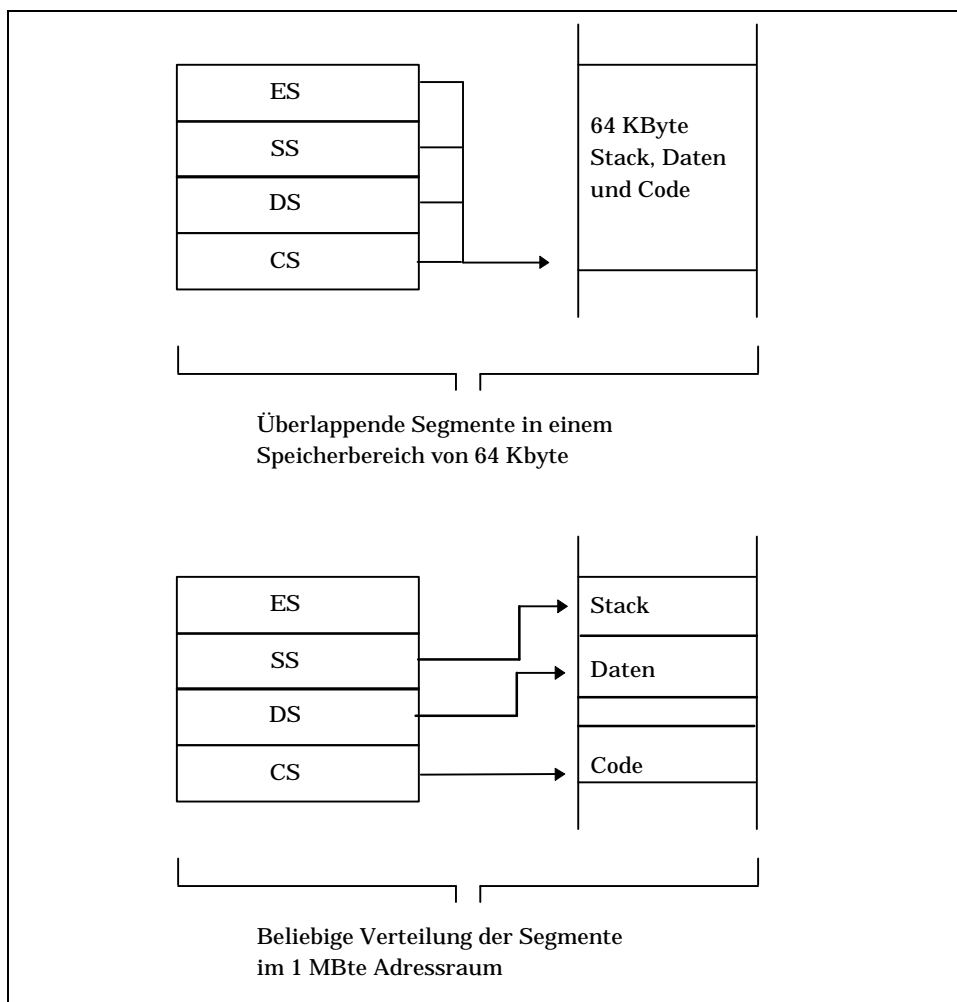 ES
SS
DS
CS
64 KByte
Stack, Daten
und Code
Überlappende Segmente in einem
Speicherbereich von 64 Kbyte
ES
SS
DS
CS
Stack
Daten
Code
Beliebige Verteilung der Segmente
im 1 MBte Adressraum